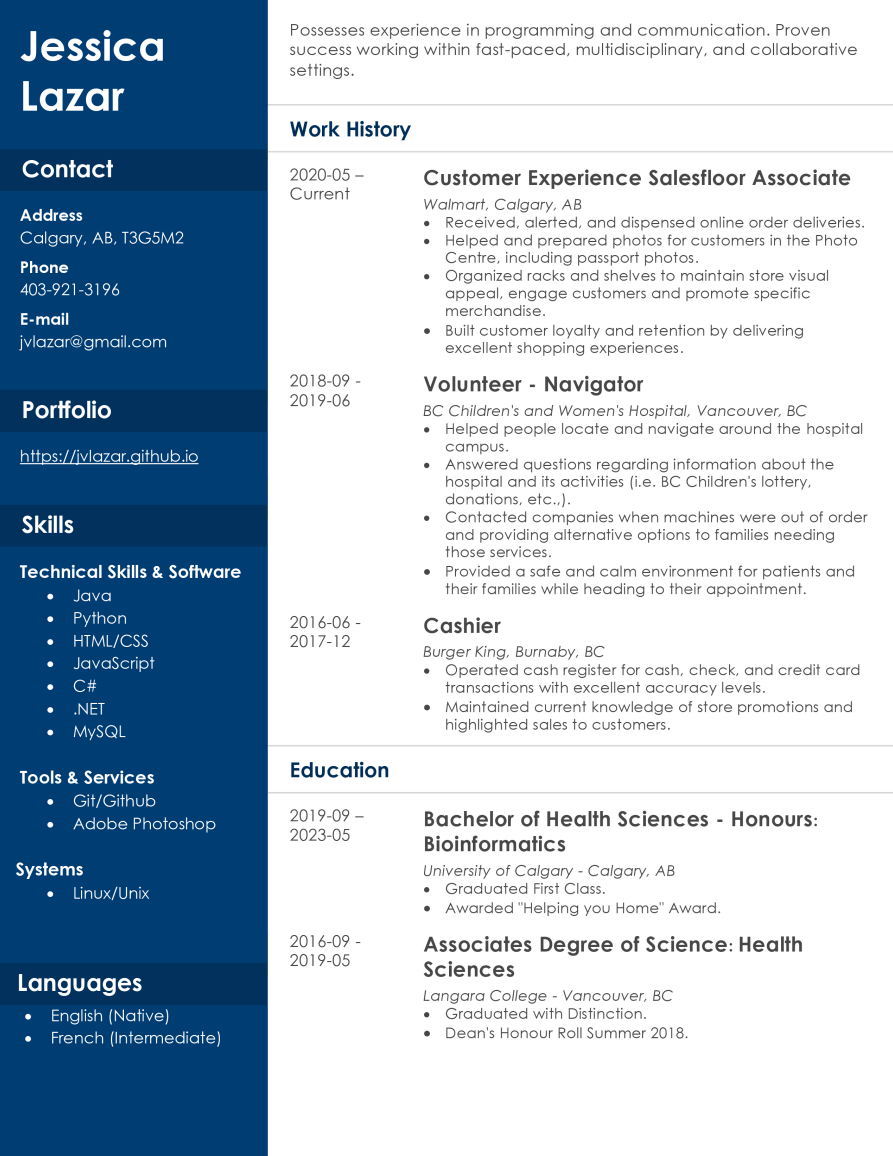 Jessica
Lazar
Contact
Address
Calgary, AB, T3G5M2
Phone
403-921-3196
E-mail
jvlazar@gmail.com
Portfolio
https://jvlazar.github.io
Skills
Technical Skills & Software
• Java
• Python
• HTML/CSS
• JavaScript
• C#
• .NET
• MySQL
Tools & Services
• Git/Github
• Adobe Photoshop
Systems
• Linux/Unix
Languages
• English (Native)
• French (Intermediate)
Possesses experience in programming and communication. Proven
success working within fast-paced, multidisciplinary, and collaborative
settings.
Work History
2020-05 –
Current
Customer Experience Salesfloor Associate
Walmart, Calgary, AB
• Received, alerted, and dispensed online order deliveries.
• Helped and prepared photos for customers in the Photo
Centre, including passport photos.
• Organized racks and shelves to maintain store visual
appeal, engage customers and promote specific
merchandise.
• Built customer loyalty and retention by delivering
excellent shopping experiences.
2018-09 -
2019-06
Volunteer - Navigator
BC Children's and Women's Hospital, Vancouver, BC
• Helped people locate and navigate around the hospital
campus.
• Answered questions regarding information about the
hospital and its activities (i.e. BC Children's lottery,
donations, etc.,).
• Contacted companies when machines were out of order
and providing alternative options to families needing
those services.
• Provided a safe and calm environment for patients and
their families while heading to their appointment.
2016-06 -
2017-12
Cashier
Burger King, Burnaby, BC
• Operated cash register for cash, check, and credit card
transactions with excellent accuracy levels.
• Maintained current knowledge of store promotions and
highlighted sales to customers.
Education
2019-09 –
2023-05
Bachelor of Health Sciences - Honours:
Bioinformatics
University of Calgary - Calgary, AB
• Graduated First Class.
• Awarded "Helping you Home" Award.
2016-09 -
2019-05
Associates Degree of Science: Health
Sciences
Langara College - Vancouver, BC
• Graduated with Distinction.
• Dean's Honour Roll Summer 2018.